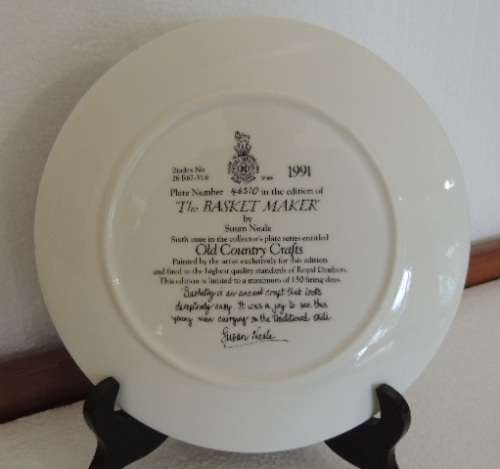 Bradex No
1991
Plate Number 46510 in the edition of
'The BASKET MAKER'
by
Susan Neale
Sixth issue in the collector's plate series entitled
Old Country Crafts
Painted by the artist exclusively for this edition
and fired to the highest quality standards of Royal Doulton.
This edition is limited to a maximum of 150 firing days.
Basketry is an ancient craft that looks
deceptively easy. It was a joy to see this
young man carrying on the traditional skills
Susan Neale